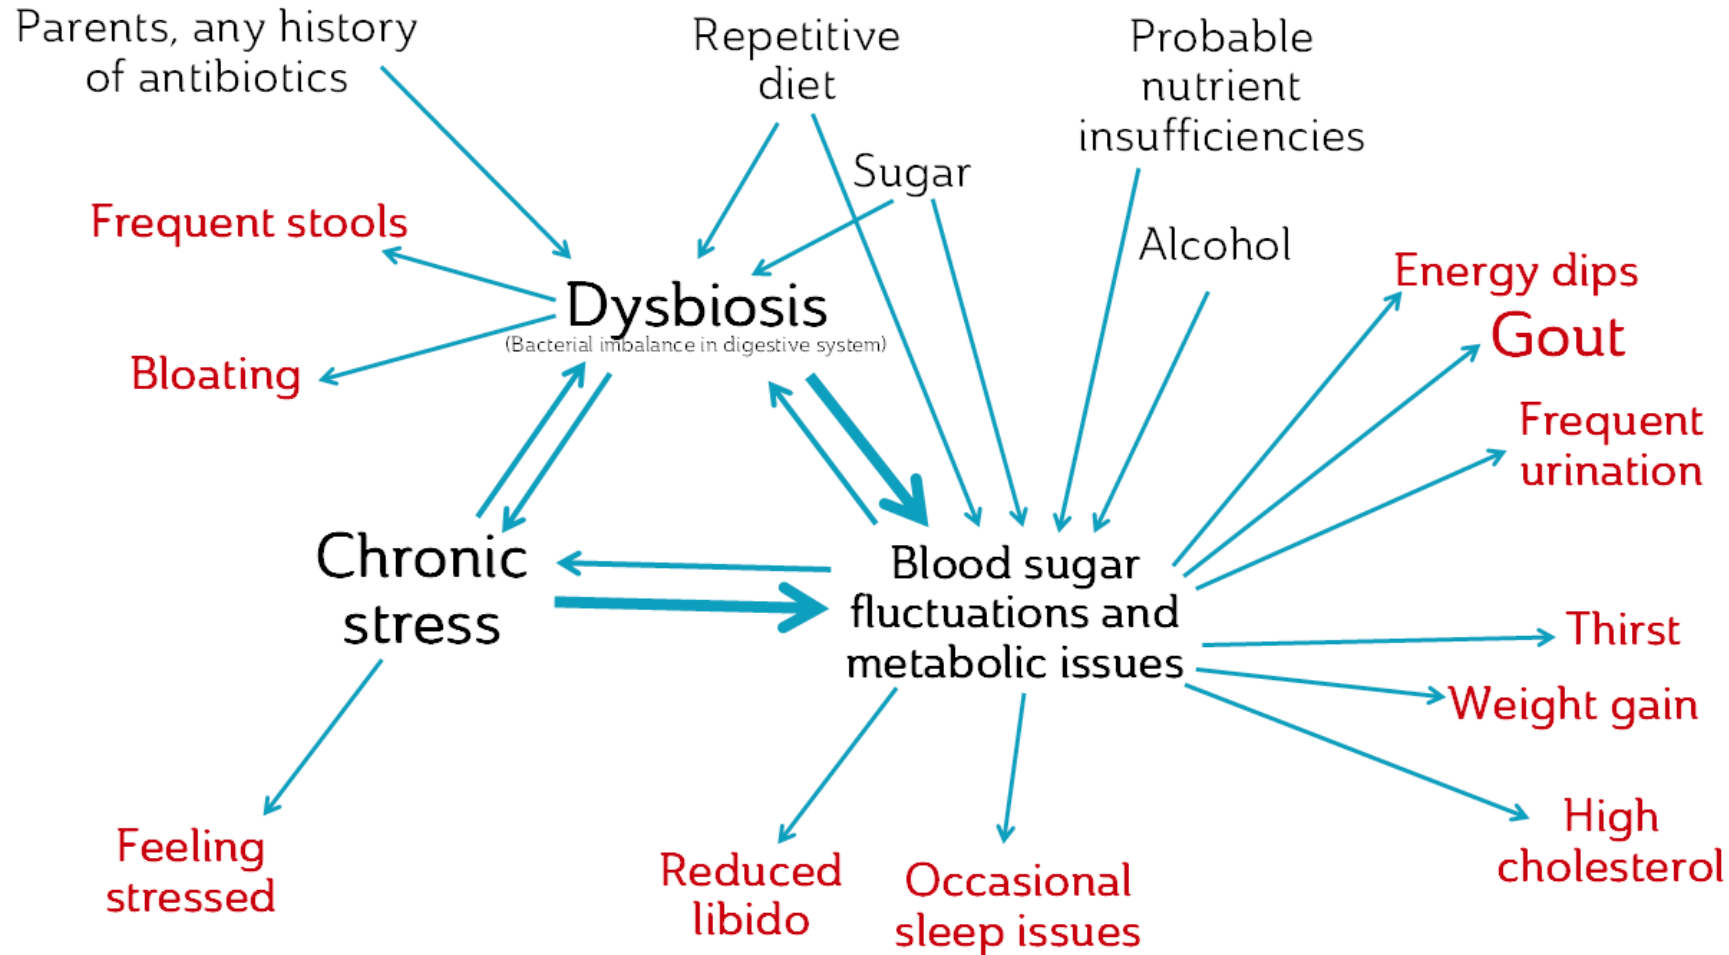 Parents, any history
of antibiotics
Repetitive
diet
Probable
nutrient
insufficiencies
Sugar
Alcohol
Frequent stools
Energy dips
Dysbiosis
(Bacterial imbalance in digestive system)
Gout
Bloating
Frequent
urination
Chronic
stress
Blood sugar
fluctuations and
metabolic issues
Thirst
Weight gain
High
cholesterol
Feeling
stressed
Reduced
libido
Occasional
sleep issues